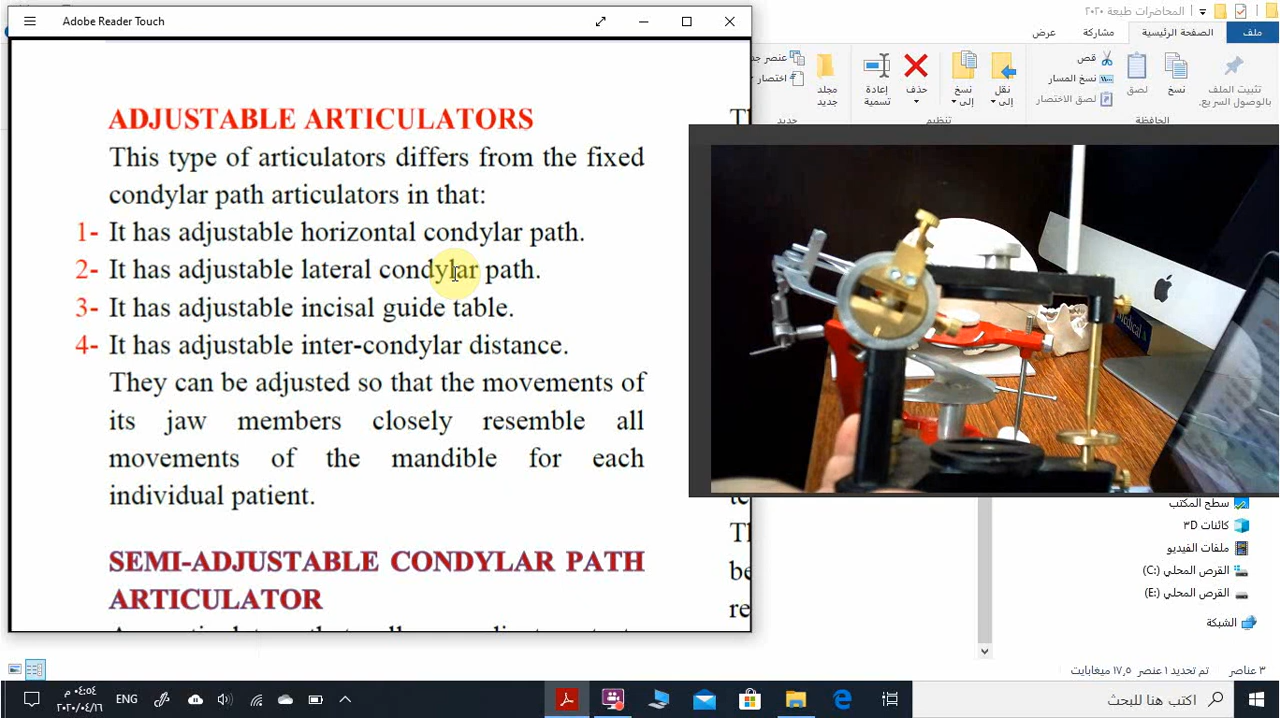 Adobe Reader Touch
ADJUSTABLE ARTICULATORS
This type of articulators differs from the fixed
condylar path articulators in that:
1- It has adjustable horizontal condylar path.
2- It has adjustable lateral condylar path.
3- It has adjustable incisal guide table.
4- It has adjustable inter-condylar distance.
They can be adjusted so that the movements of
its jaw members closely resemble all
movements of the mandible for each
individual patient.
SEMI-ADJUSTABLE CONDYLAR PATH
ARTICULATOR
المحاضرات طبعة ٢٠٢٠
ملف
الصفحة الرئيسية
مشاركة
عرض
تثبيت الملف
بالوصول السريع.
نسخ
لصق
قص
نسخ المسار
لصق الاختصار
الحافظة
نقل
إلى
نسخ
إلى
حذف
إعادة
تسمية
تنظيم
مجلد
جديد
جديد
سطح المكتب
كائنات ٣D
ملفات الفيديو
القرص المحلي (C:)
القرص المحلي (E:)
الشبكة
٣ عناصر
تم تحديد ١ عنصر ١٧,٥ ميغابايت
اكتب هنا للبحث
ENG
٠٤:٥٤ م
٢٠٢٠/٠٤/١٦